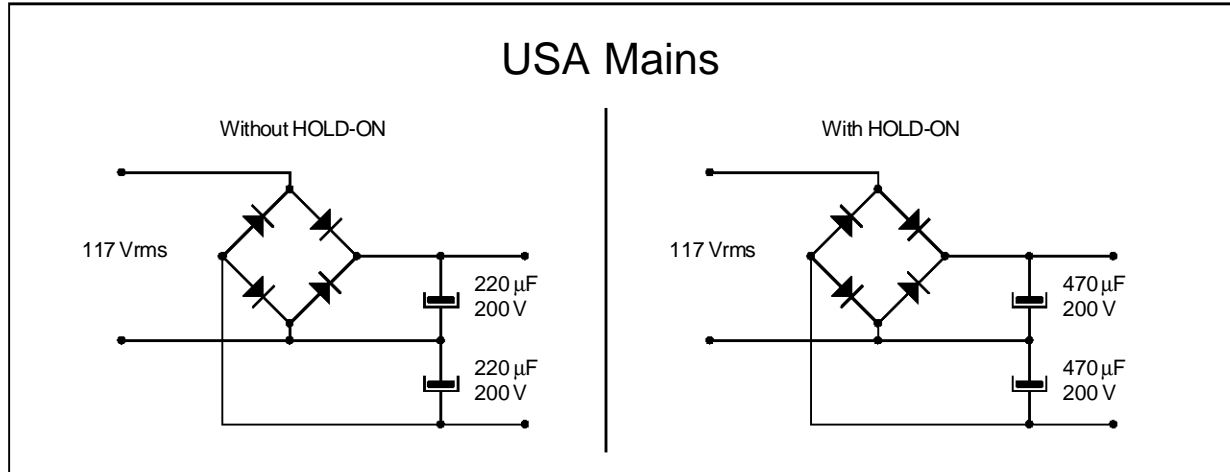 USA Mains
Without HOLD-ON
117 Vrms
220 µF
200 V
220 µF
200 V
With HOLD-ON
117 Vrms
470 µF
200 V
470 µF
200 V